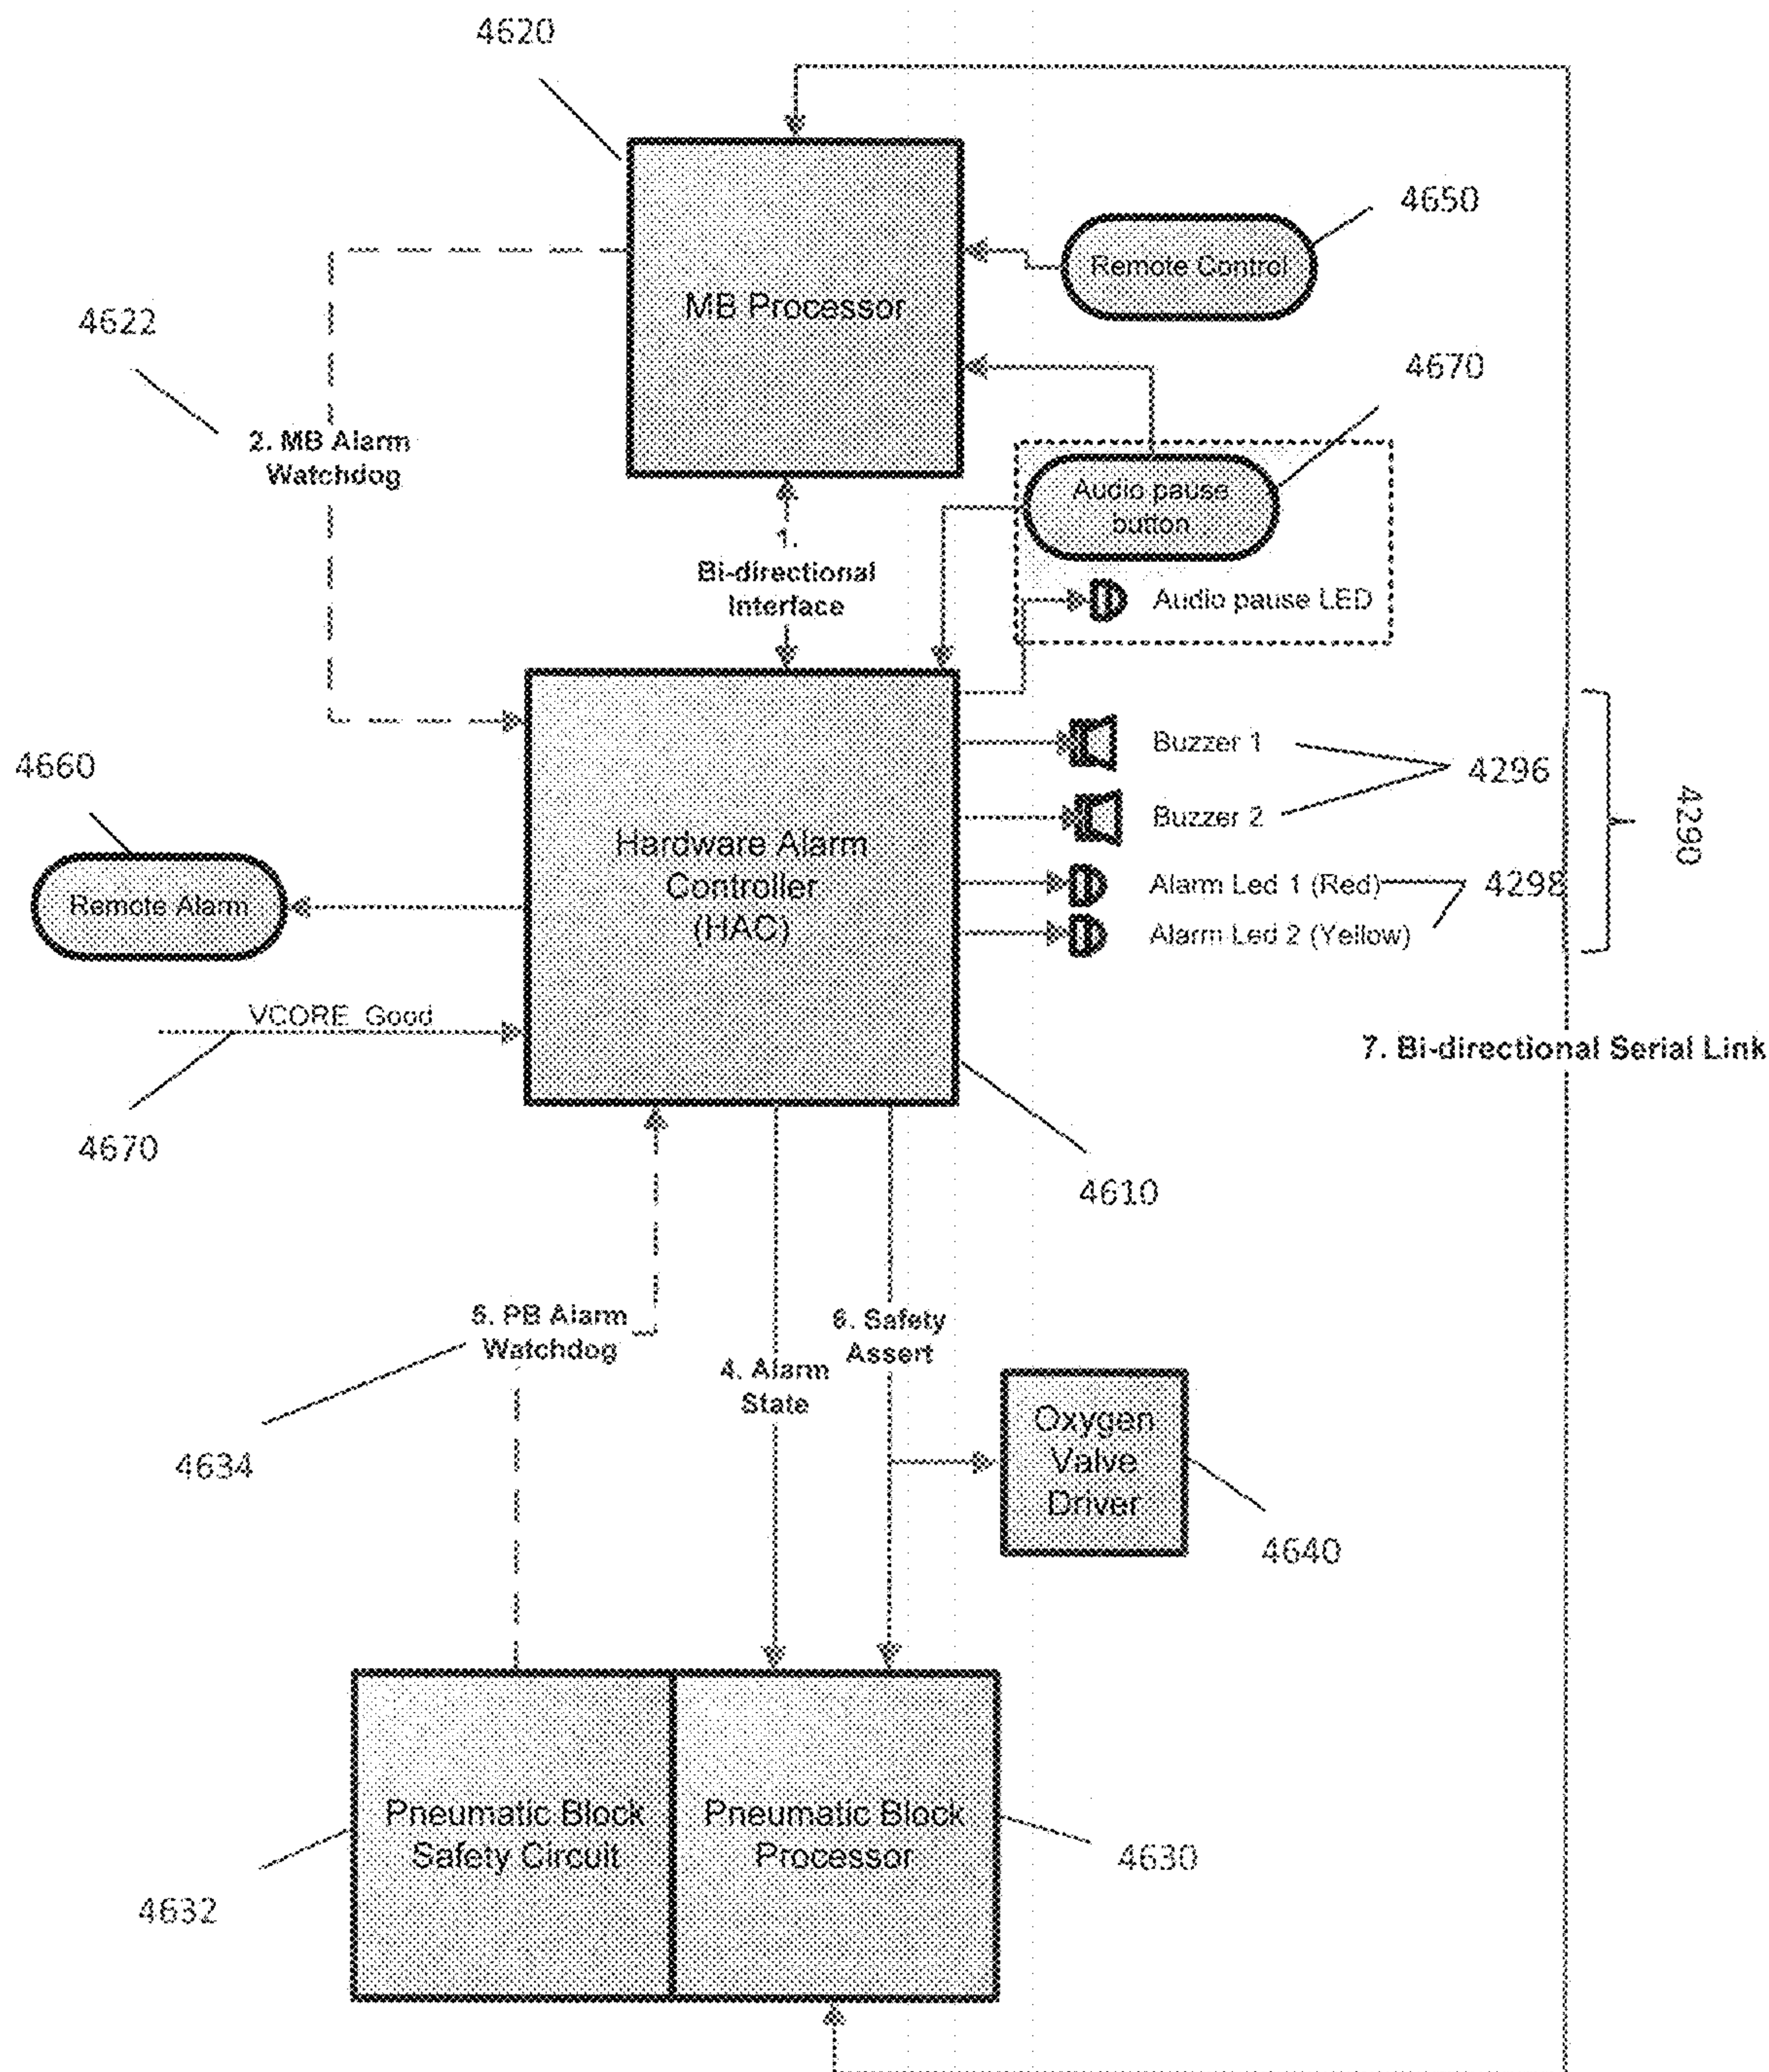 4620
4650
Remote Control
MB Processor
4622
4670
2. MB Alarm
Watchdog
Audio pause
button
1.
Bi-directional
Interface
Audio pause LED
Buzzer 1
4296
4660
Buzzer 2
4290
Hardware Alarm
Controller
(HAC)
Alarm Led 1 (Red)
4298
Remote Alarm
Alarm Led 2 (Yellow)
VCORE_Good
7. Bi-directional Serial Link
4670
4610
5. PB Alarm
Watchdog
6. Safety
Assert
4. Alarm
State
Oxygen
Valve
Driver
4634
4640
Pneumatic Block
Safety Circuit
Pneumatic Block
Processor
4630
4632